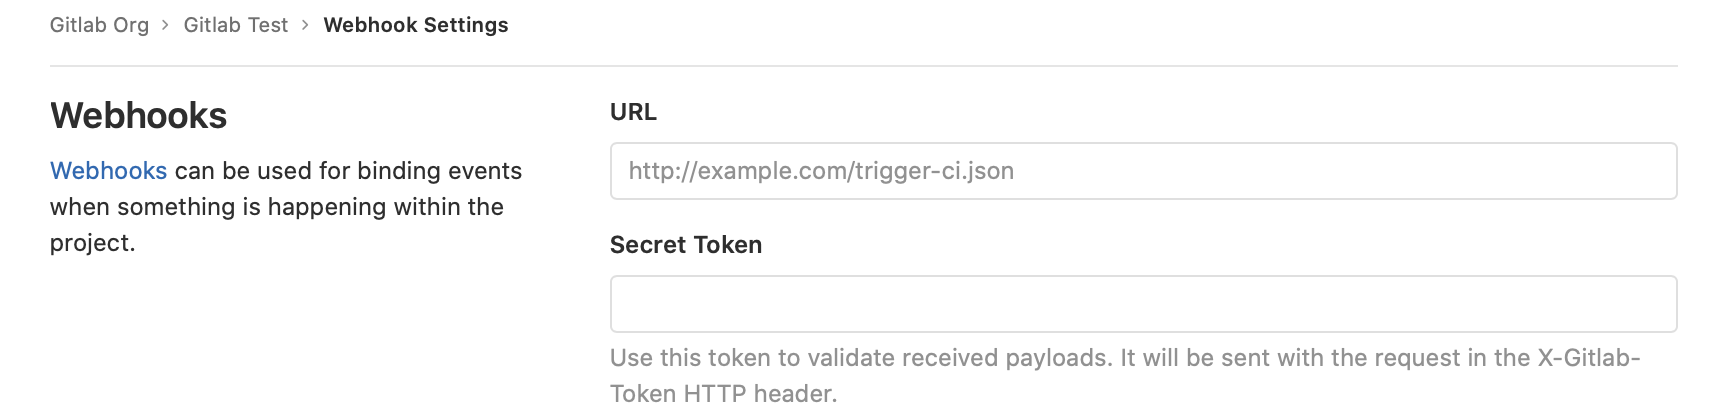 Gitlab Org > Gitlab Test > Webhook Settings
Webhooks
Webhooks can be used for binding events
when something is happening within the
project.
URL
http://example.com/trigger-ci.json
Secret Token
Use this token to validate received payloads. It will be sent with the request in the X-Gitlab-
Token HTTP header.